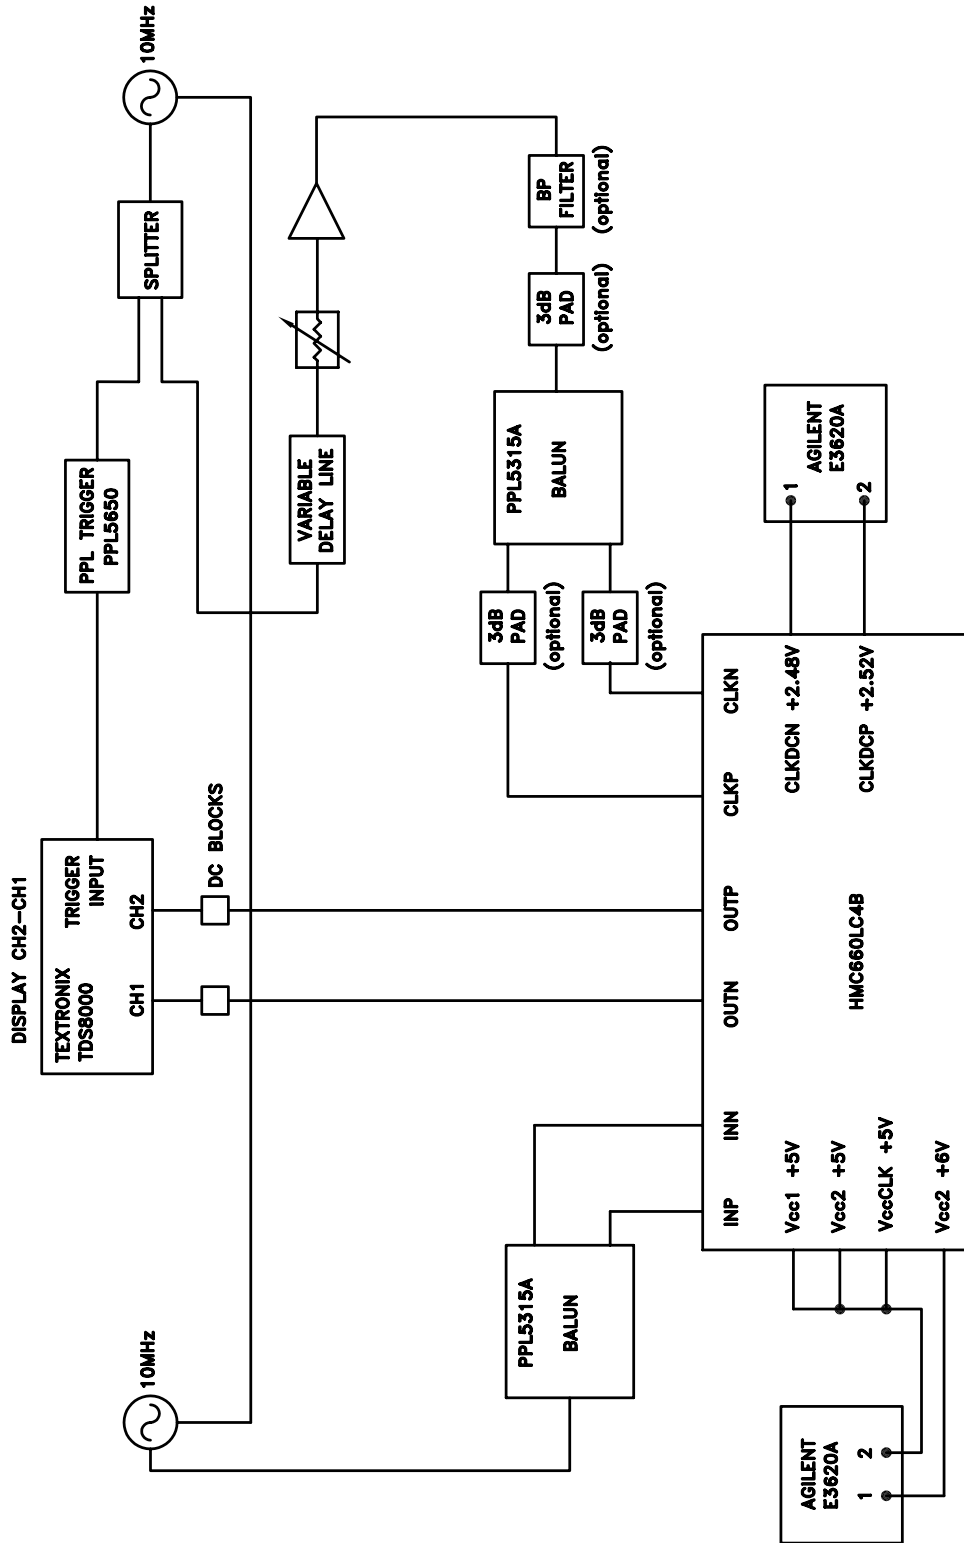 DISPLAY CH2-CH1
TEXTRONIX
TDS8000
TRIGGER
INPUT
CH1
CH2
PPL TRIGGER
PPL5650
SPLITTER
10MHz
10MHz
DC BLOCKS
VARIABLE
DELAY LINE
BP
FILTER
(optional)
3dB
PAD
(optional)
PPL5315A
BALUN
3dB
PAD
(optional)
3dB
PAD
(optional)
PPL5315A
BALUN
INP
INN
OUTN
OUTP
CLKP
CLKN
Vcc1 +5V
Vcc2 +5V
VccCLK +5V
Vcc2 +6V
HMC660LC4B
CLKDCN +2.48V
CLKDCP +2.52V
AGILENT
E3620A
1
2
AGILENT
E3620A
1
2